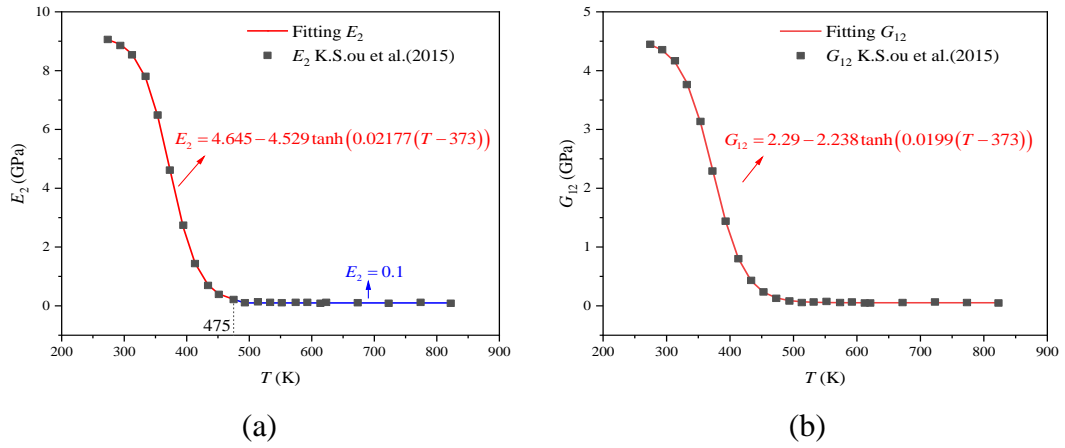 Fitting E₂
E₂ K.S.ou et al.(2015)
E₂ = 4.645 − 4.529 tanh(0.02177(T − 373))
E₂ = 0.1
475
E₂ (GPa)
10
8
6
4
2
0
200 300 400 500 600 700 800 900
T (K)
(a)
Fitting G₁₂
G₁₂ K.S.ou et al.(2015)
G₁₂ = 2.29 − 2.238 tanh(0.0199(T − 373))
G₁₂ (GPa)
5
4
3
2
1
0
200 300 400 500 600 700 800 900
T (K)
(b)